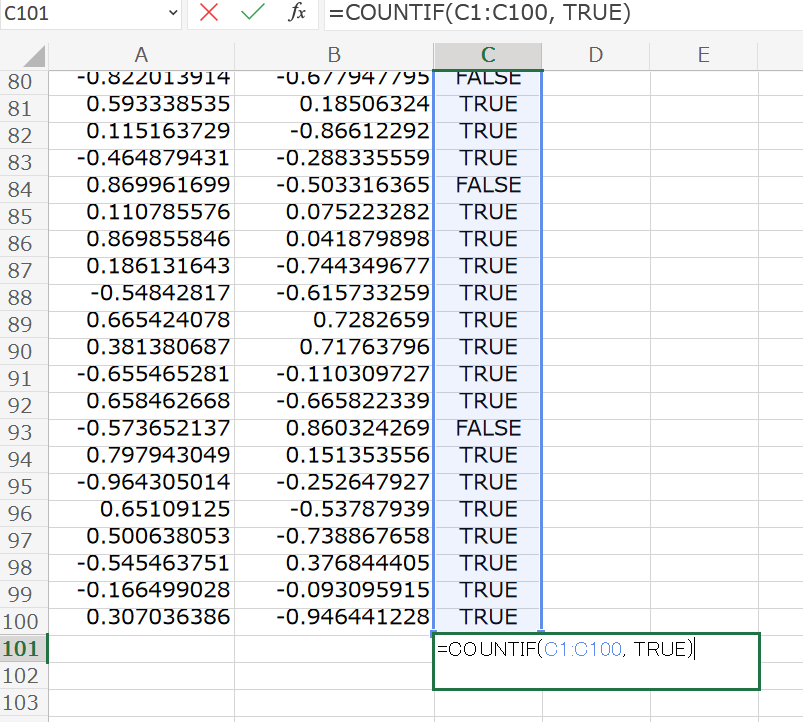 C101 fx =COUNTIF(C1:C100, TRUE)
A B C D E
80 -0.822013914 -0.677947795 FALSE
81 0.593338535 0.18506324 TRUE
82 0.115163729 -0.86612292 TRUE
83 -0.464879431 -0.288335559 TRUE
84 0.869961699 -0.503316365 FALSE
85 0.110785576 0.075223282 TRUE
86 0.869855846 0.041879898 TRUE
87 0.186131643 -0.744349677 TRUE
88 -0.54842817 -0.615733259 TRUE
89 0.665424078 0.7282659 TRUE
90 0.381380687 0.71763796 TRUE
91 -0.655465281 -0.110309727 TRUE
92 0.658462668 -0.665822339 TRUE
93 -0.573652137 0.860324269 FALSE
94 0.797943049 0.151353556 TRUE
95 -0.964305014 -0.252647927 TRUE
96 0.65109125 -0.53787939 TRUE
97 0.500638053 -0.738867658 TRUE
98 -0.545463751 0.376844405 TRUE
99 -0.166499028 -0.093095915 TRUE
100 0.307036386 -0.946441228 TRUE
101 =COUNTIF(C1:C100, TRUE)
102
103